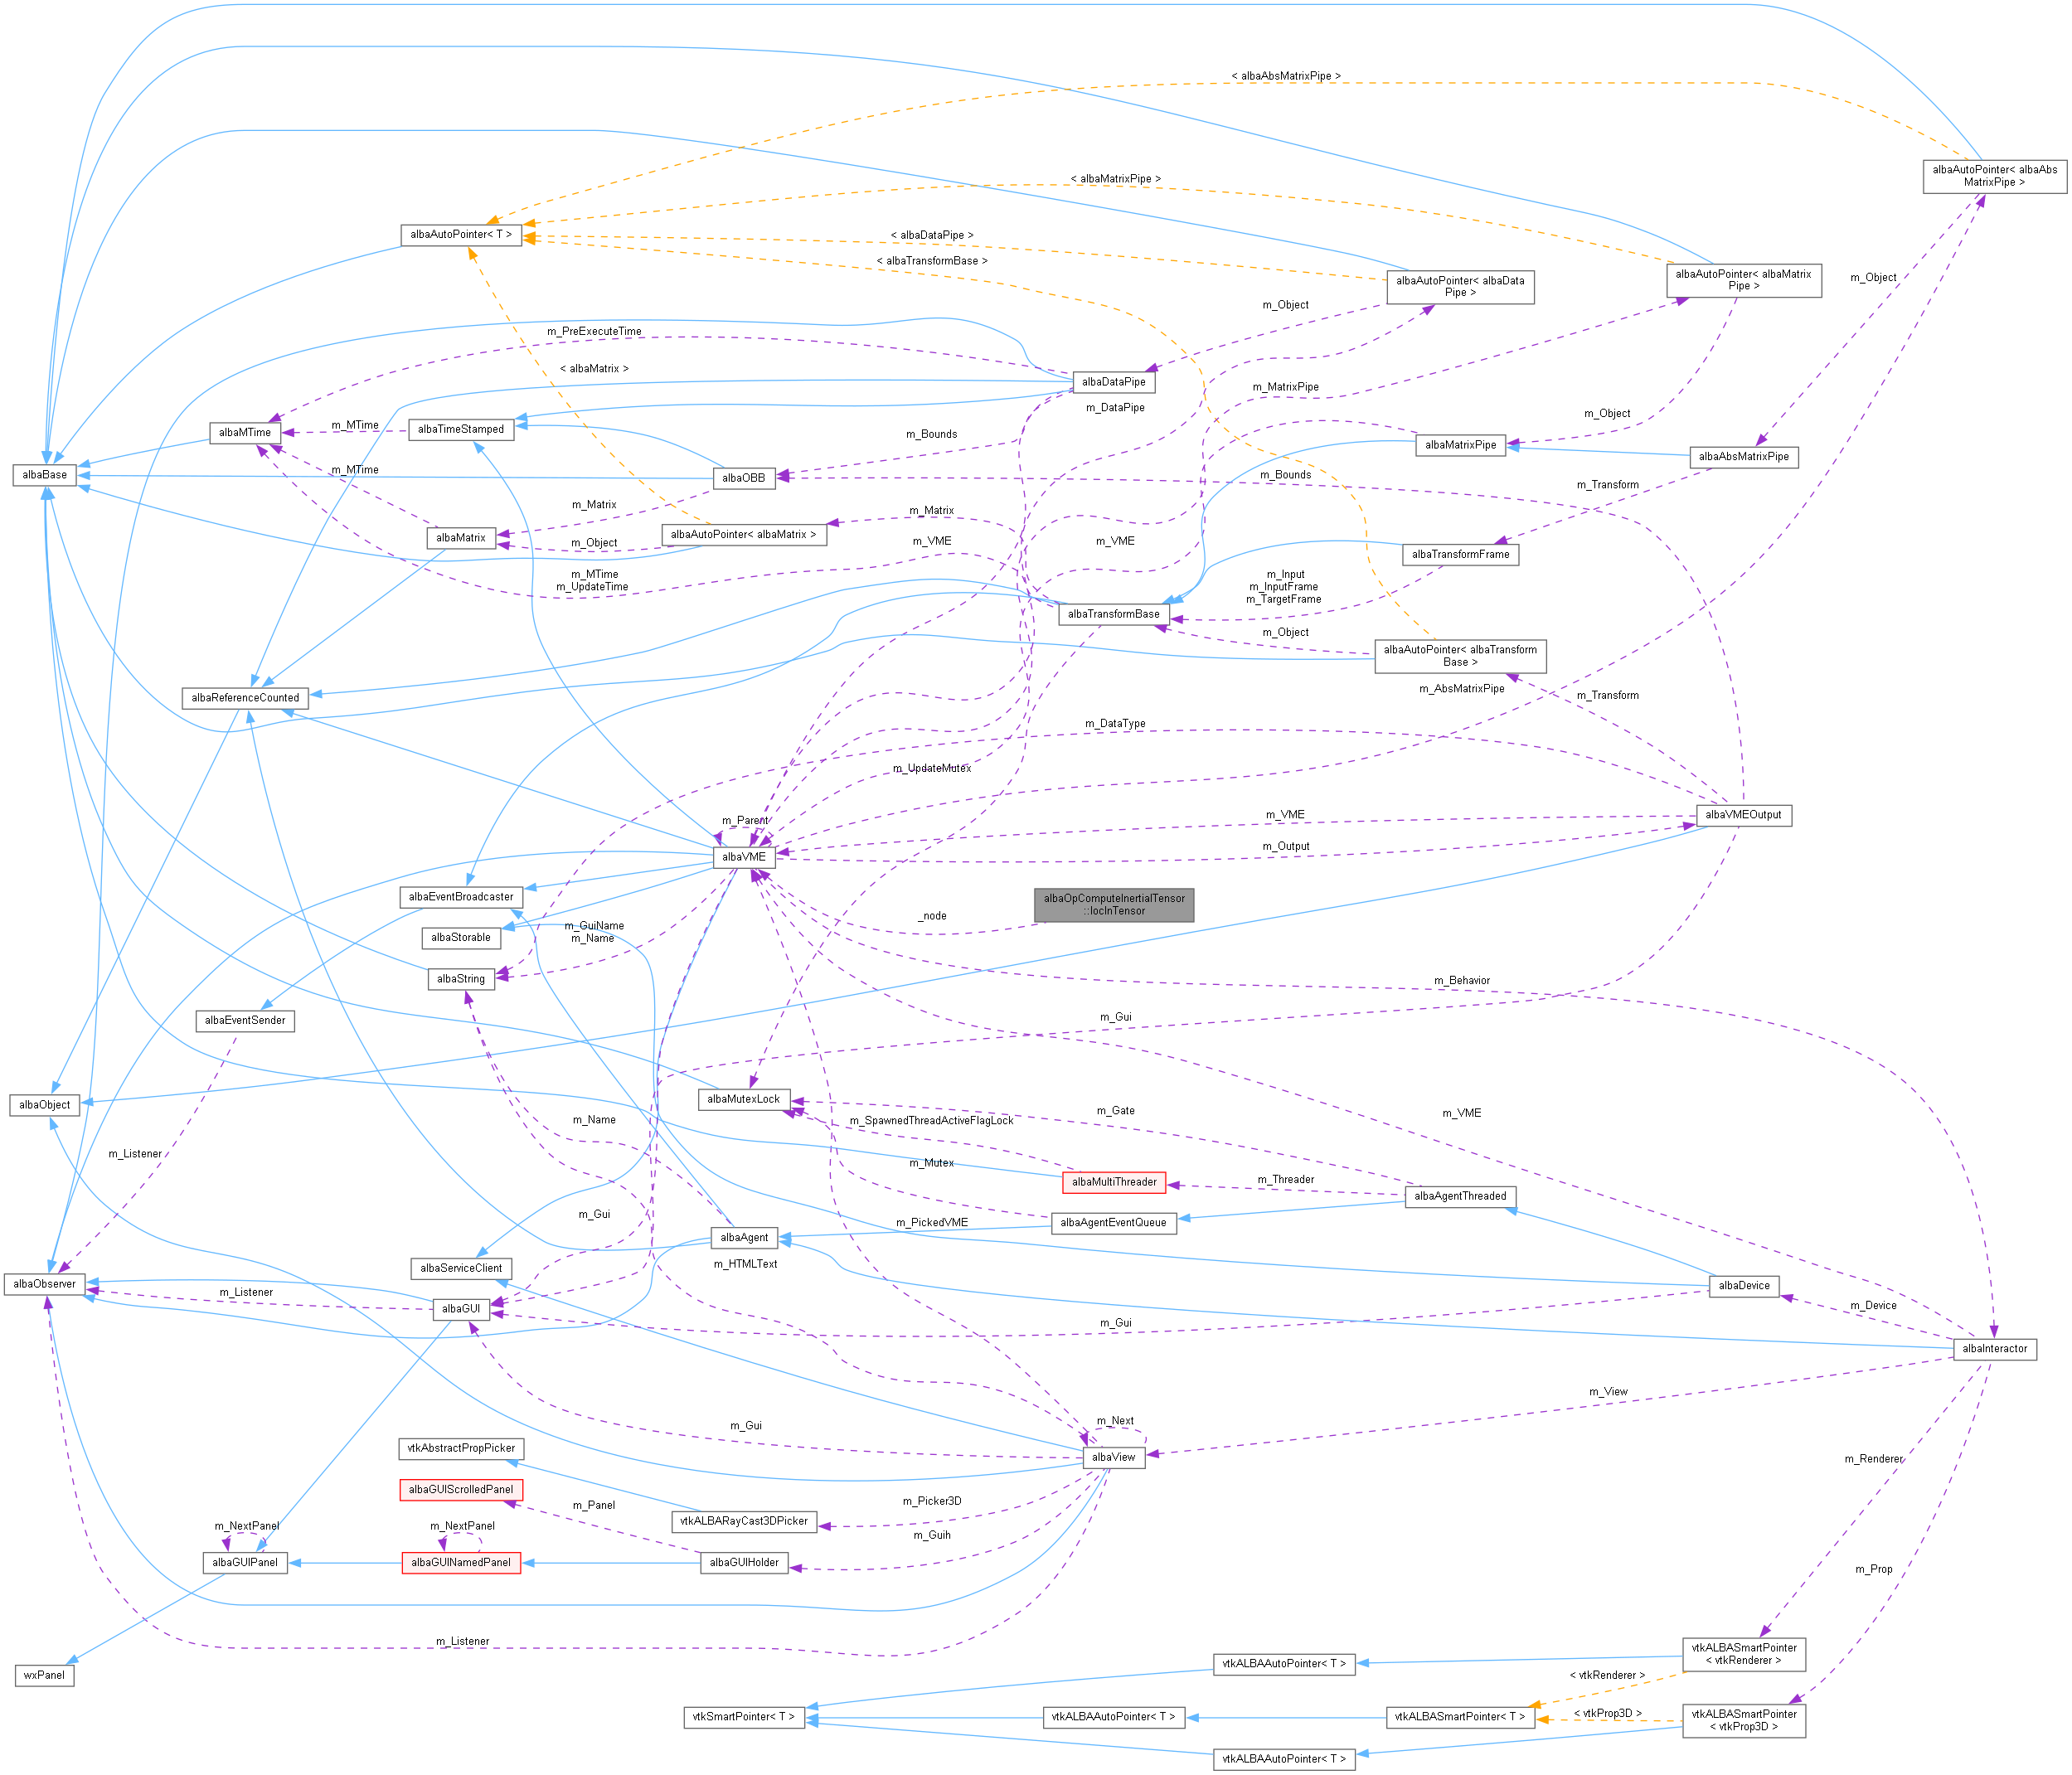 < albaAbsMatrixPipe >
albaAutoPointer< albaAbs
MatrixPipe >
< albaMatrixPipe >
albaAutoPointer< T >
< albaDataPipe >
< albaTransformBase >
albaAutoPointer< albaData
Pipe >
albaAutoPointer< albaMatrix
Pipe >
m_Object
m_Object
m_PreExecuteTime
< albaMatrix >
albaDataPipe
m_MatrixPipe
m_DataPipe
m_Object
albaTimeStamped
m_MTime
albaMTime
m_Bounds
albaMatrixPipe
albaAbsMatrixPipe
albaBase
m_MTime
albaOBB
m_Bounds
m_Transform
m_Matrix
m_Matrix
albaMatrix
albaAutoPointer< albaMatrix >
m_Object
m_VME
m_VME
albaTransformFrame
m_MTime
m_UpdateTime
m_Input
m_InputFrame
m_TargetFrame
albaTransformBase
m_Object
albaAutoPointer< albaTransform
Base >
albaReferenceCounted
m_AbsMatrixPipe
m_Transform
m_DataType
m_UpdateMutex
m_Parent
m_VME
albaVMEOutput
albaVME
m_Output
albaEventBroadcaster
albaOpComputeInertialTensor
::locInTensor
_node
albaStorable
m_GuiName
m_Name
albaString
m_Behavior
albaEventSender
m_Gui
albaObject
albaMutexLock
m_Gate
m_VME
m_Name
m_SpawnedThreadActiveFlagLock
m_Listener
m_Mutex
albaMultiThreader
m_Threader
albaAgentThreaded
m_Gui
albaAgent
m_PickedVME
albaAgentEventQueue
albaServiceClient
m_HTMLText
albaObserver
m_Listener
albaGUI
albaDevice
m_Device
m_Gui
albaInteractor
m_View
m_Gui
m_Next
vtkAbstractPropPicker
albaView
m_Renderer
albaGUIScrolledPanel
m_Panel
m_Picker3D
vtkALBARayCast3DPicker
m_NextPanel
m_NextPanel
m_Guih
albaGUIPanel
albaGUINamedPanel
albaGUIHolder
m_Prop
m_Listener
wxPanel
vtkALBAAutoPointer< T >
vtkALBASmartPointer
< vtkRenderer >
< vtkRenderer >
vtkSmartPointer< T >
vtkALBAAutoPointer< T >
vtkALBASmartPointer< T >
< vtkProp3D >
vtkALBASmartPointer
< vtkProp3D >
vtkALBAAutoPointer< T >